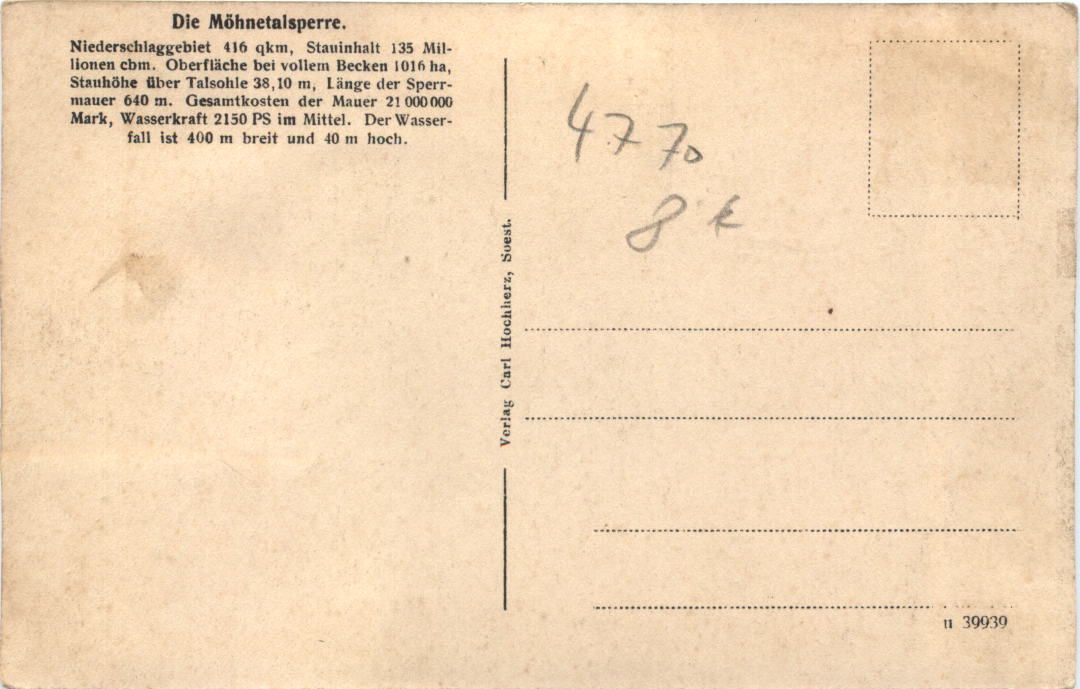 Die Möhnetalsperre.
Niederschlaggebiet 416 qkm, Stauinhalt 135 Mil-
lionen cbm. Oberfläche bei vollem Becken 1016 ha,
Stauhöhe über Talsohle 38,10 m, Länge der Sperr-
mauer 640 m. Gesamtkosten der Mauer 21 000 000
Mark, Wasserkraft 2150 PS im Mittel. Der Wasser-
fall ist 400 m breit und 40 m hoch.
Verlag Carl Hochherz, Soest.
4770
8 €
u 39939